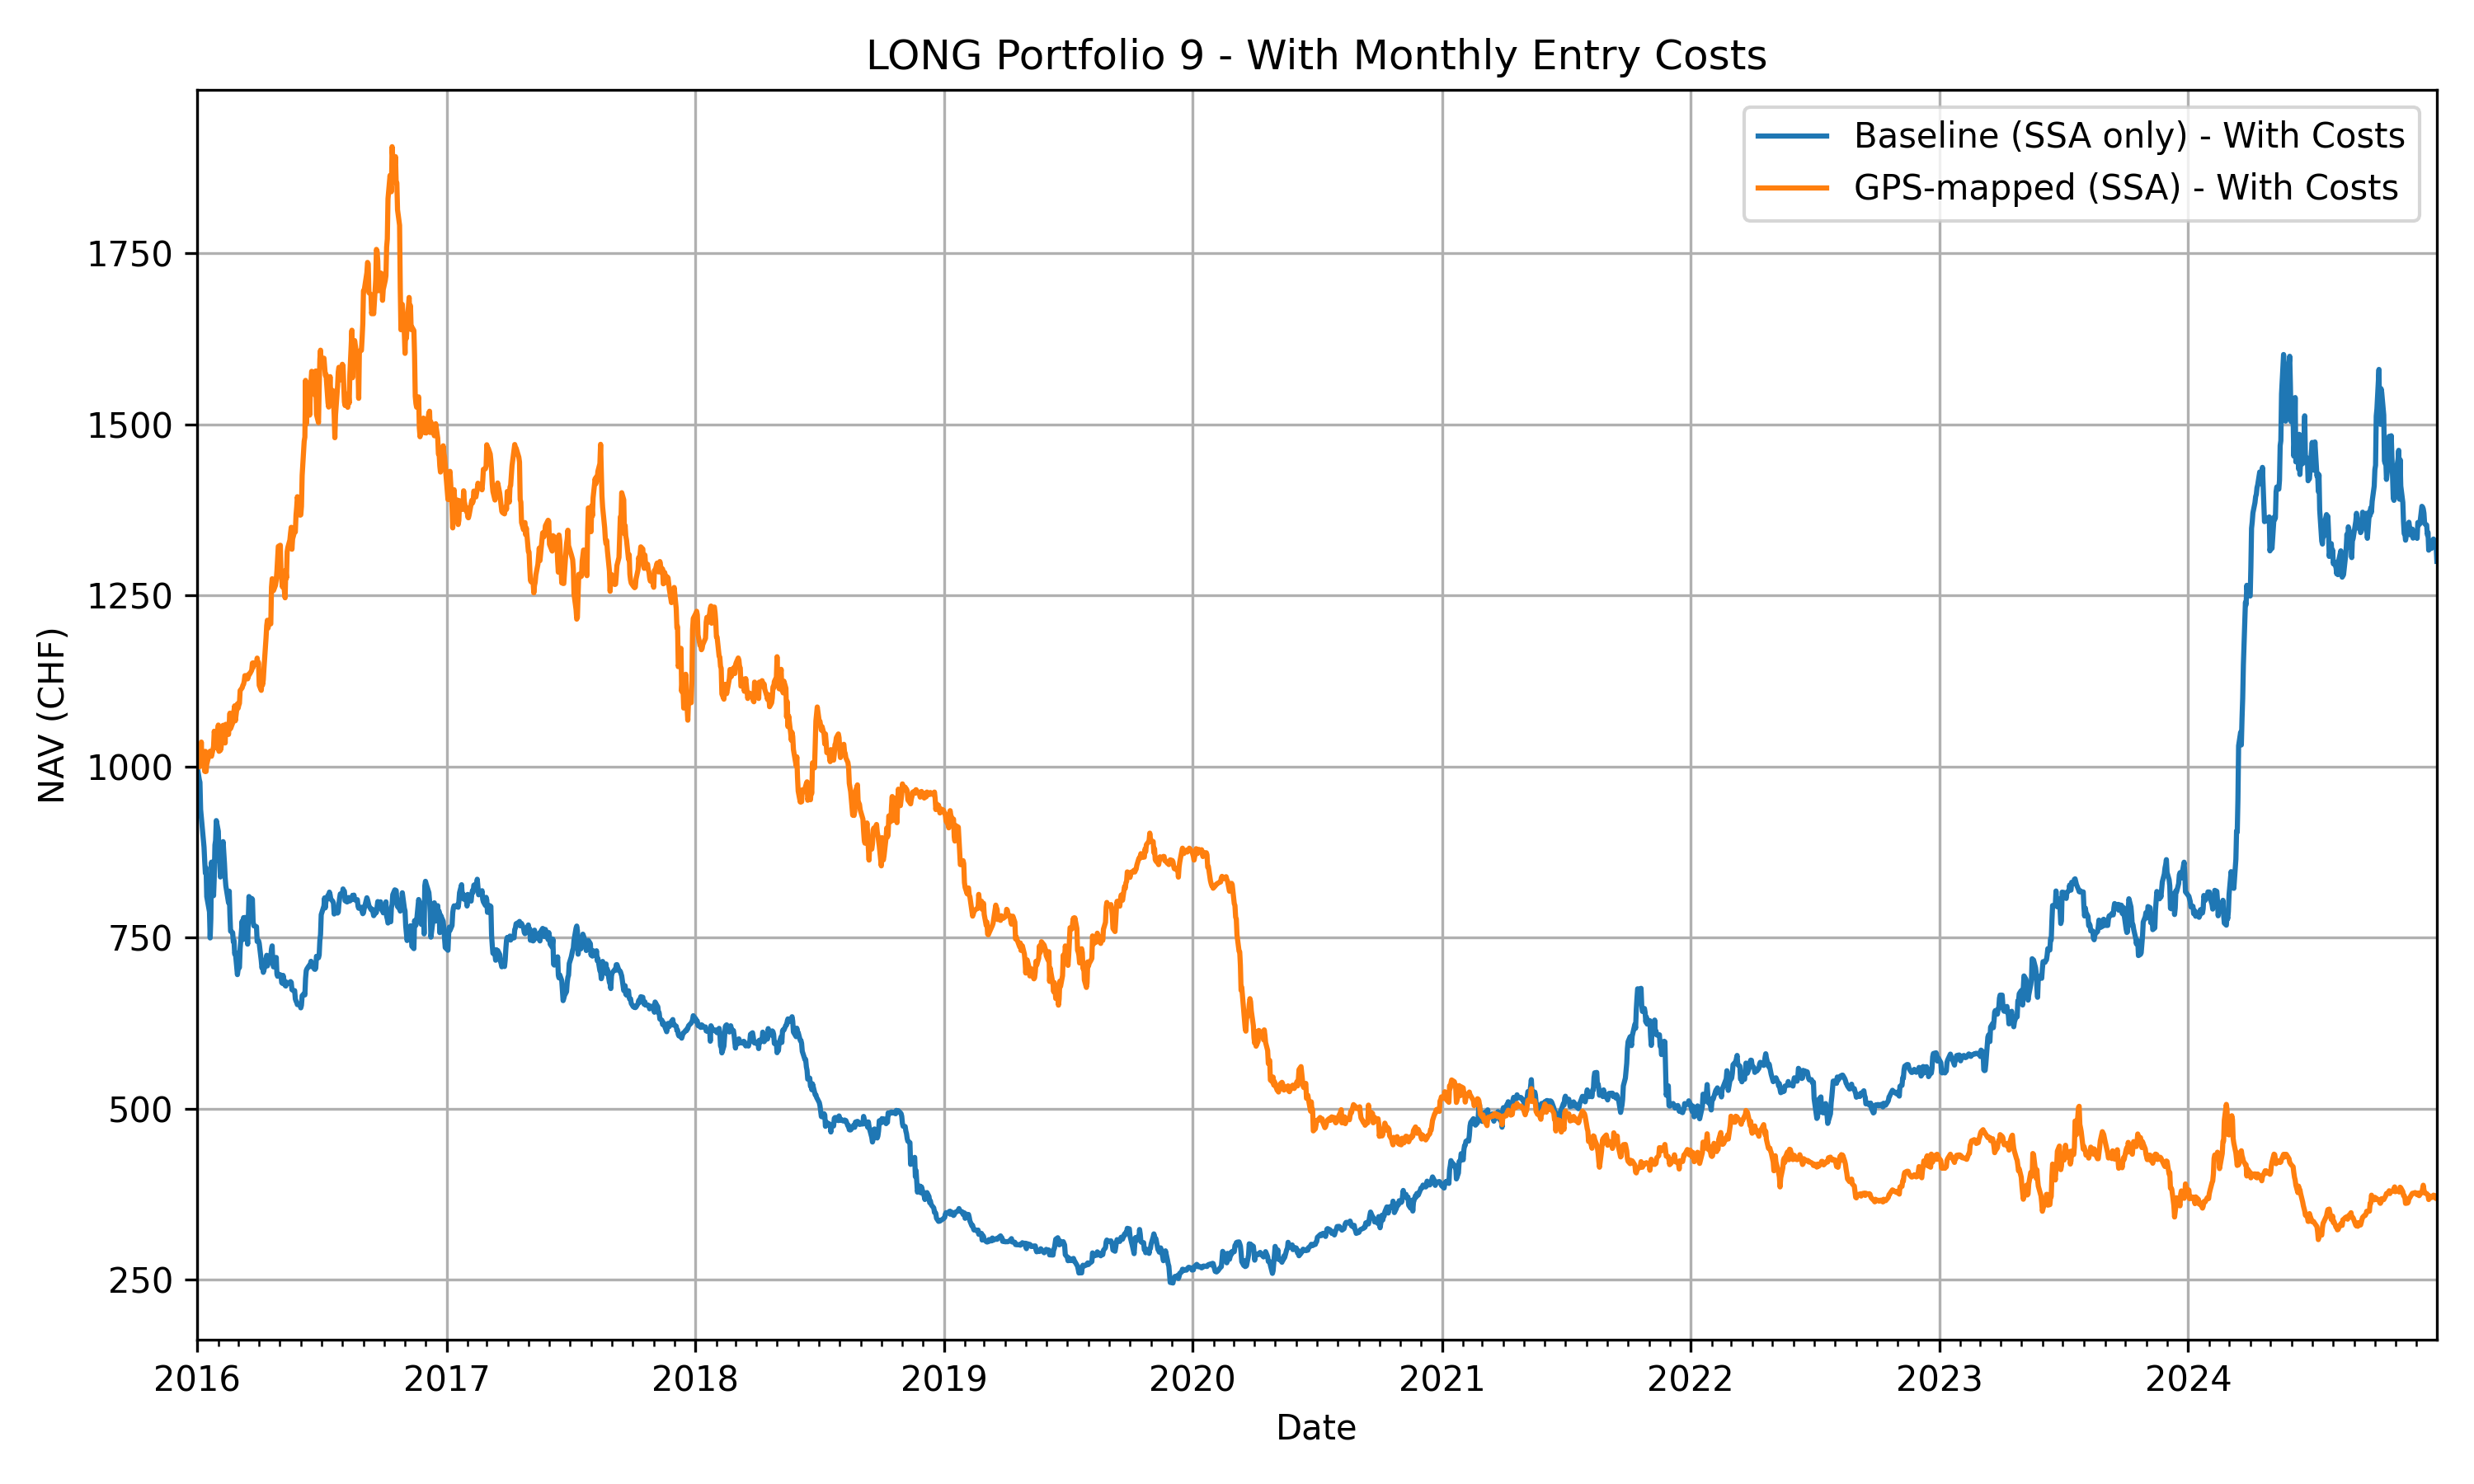 LONG Portfolio 9 - With Monthly Entry Costs
Baseline (SSA only) - With Costs
GPS-mapped (SSA) - With Costs
NAV (CHF)
1750
1500
1250
1000
750
500
250
2016 2017 2018 2019 2020 2021 2022 2023 2024
Date